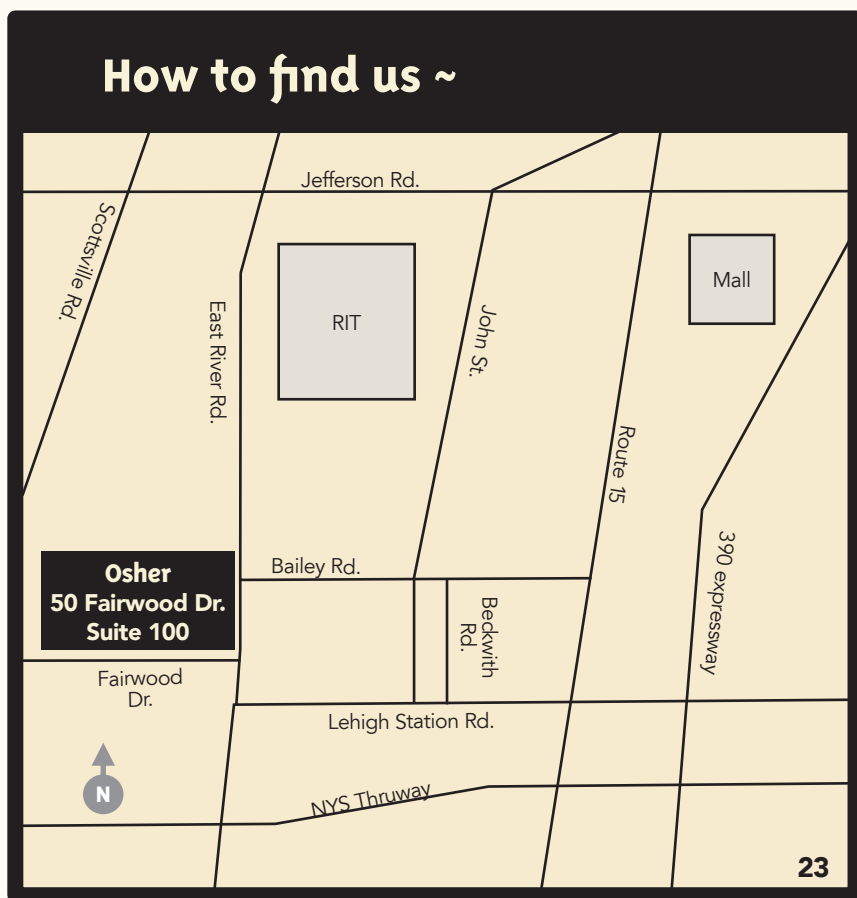 How to find us ~
Jefferson Rd.
Scottsville Rd.
East River Rd.
RIT
John St.
Mall
Route 15
390 expressway
Osher
50 Fairwood Dr.
Suite 100
Bailey Rd.
Beckwith
Rd.
Fairwood
Dr.
Lehigh Station Rd.
N
NYS Thruway
23